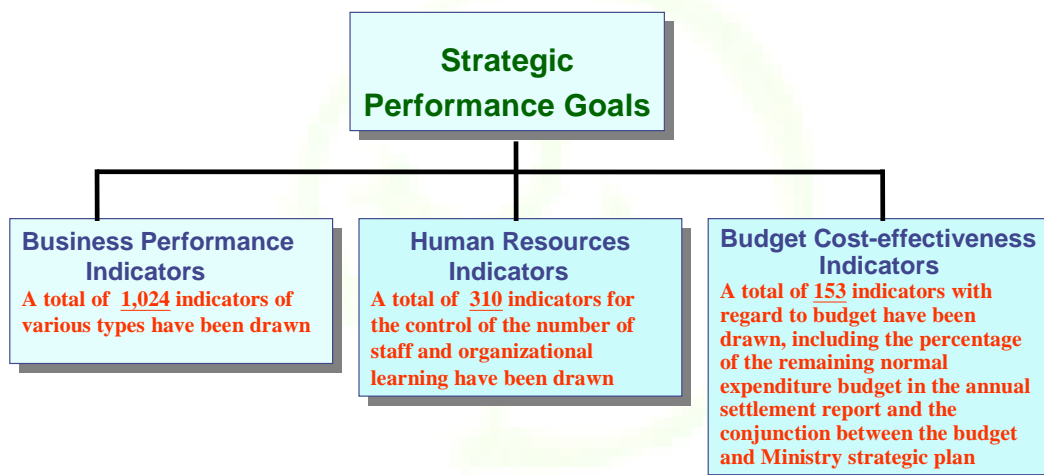 Strategic
Performance Goals
Business Performance
Indicators
A total of 1,024 indicators of
various types have been drawn
Human Resources
Indicators
A total of 310 indicators for
the control of the number of
staff and organizational
learning have been drawn
Budget Cost-effectiveness
Indicators
A total of 153 indicators with
regard to budget have been
drawn, including the percentage
of the remaining normal
expenditure budget in the annual
settlement report and the
conjunction between the budget
and Ministry strategic plan